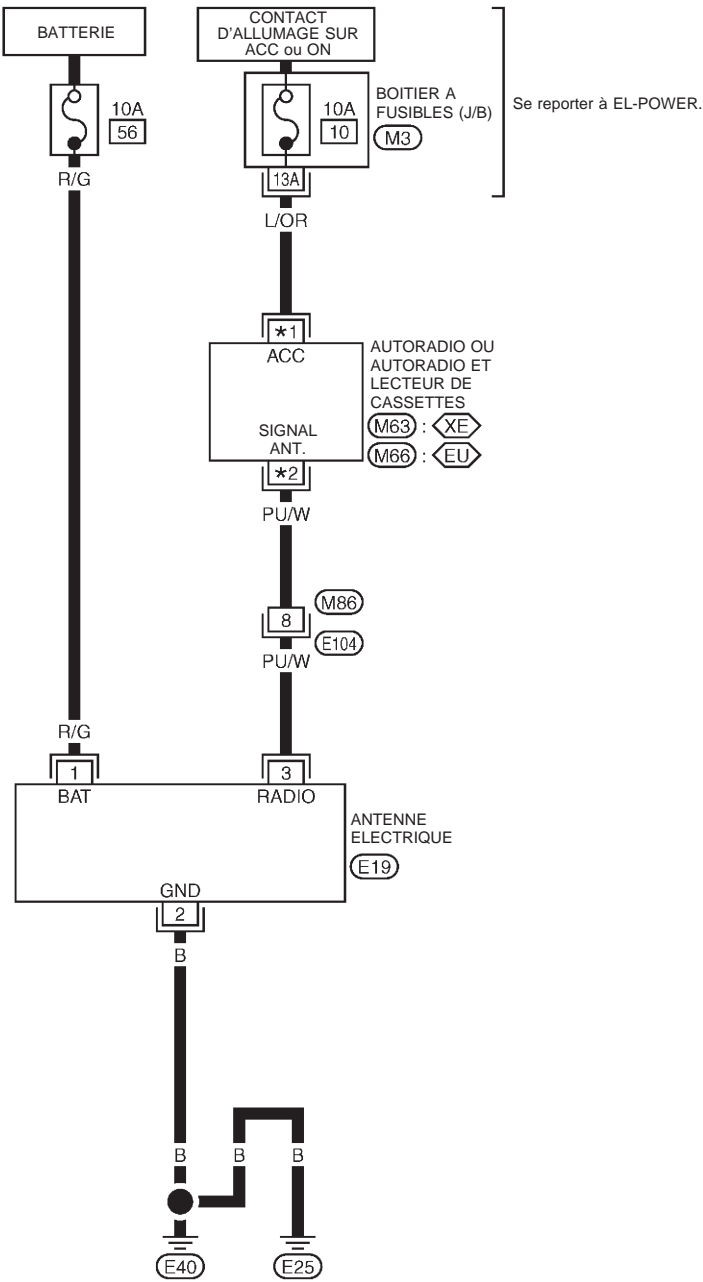 BATTERIE
CONTACT
D'ALLUMAGE SUR
ACC ou ON
10A
56
10A
10
BOITIER A
FUSIBLES (J/B)
M3
Se reporter à EL-POWER.
R/G
13A
L/OR
★1
ACC
AUTORADIO OU
AUTORADIO ET
LECTEUR DE
CASSETTES
M63 : XE
M66 : EU
SIGNAL
ANT.
★2
PU/W
8
M86
E104
PU/W
R/G
1
BAT
3
RADIO
ANTENNE
ELECTRIQUE
E19
GND
2
B
B
B
B
E40
E25